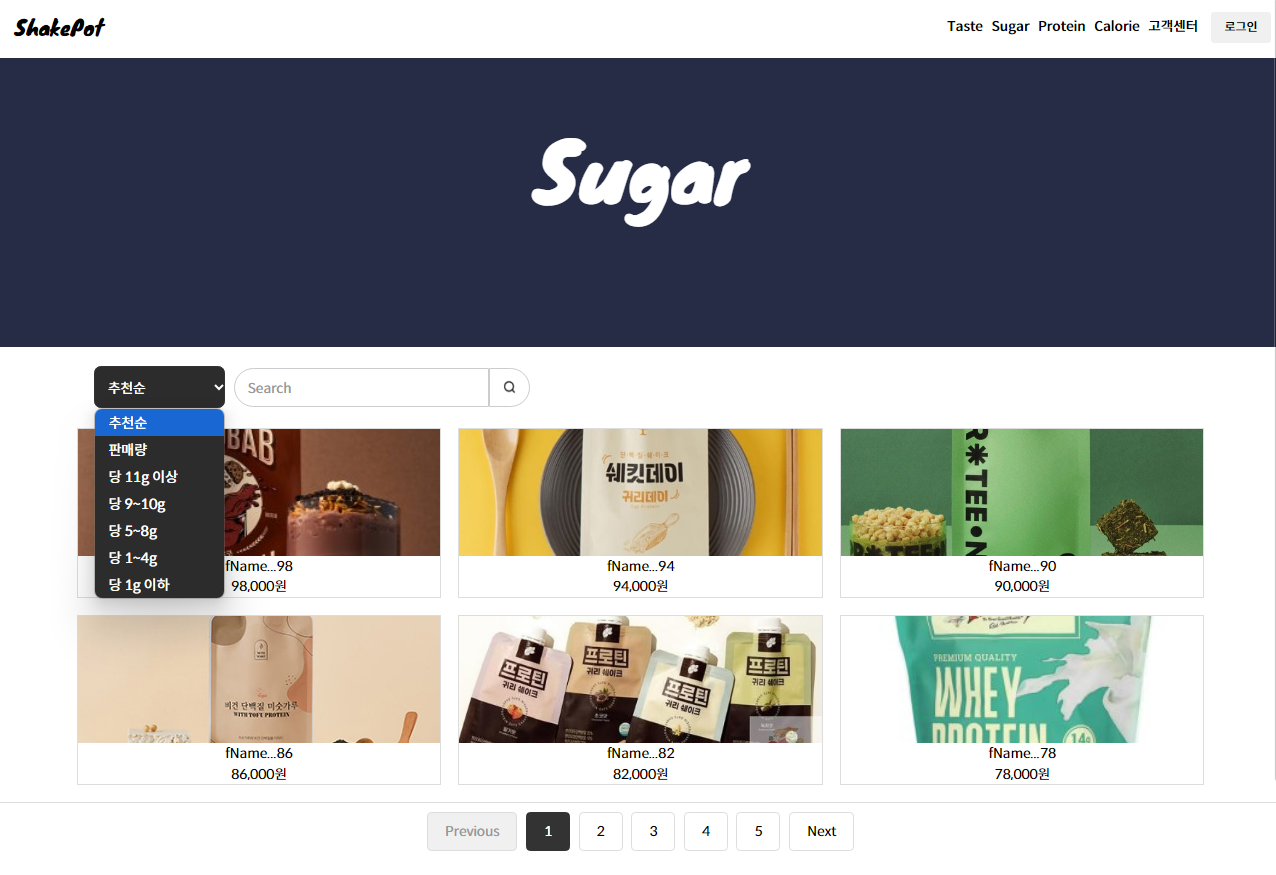 ShakePot
Taste Sugar Protein Calorie 고객센터 로그인
Sugar
추천순
Search
추천순
판매량
당 11g 이상
당 9~10g
당 5~8g
당 1~4g
당 1g 이하
BAB
fName...98
98,000원
단백질쉐이크
쉐킷데이
귀리데이
fName...94
94,000원
R*TEE•N
fName...90
90,000원
비건 단백질 미숫가루
WITH TOFU PROTEIN
fName...86
86,000원
프로틴
귀리 쉐이크
프로틴
귀리 쉐이크
프로틴
귀리 쉐이크
프로틴
귀리 쉐이크
fName...82
82,000원
PREMIUM QUALITY
WHEY
PROTEIN
14g
fName...78
78,000원
Previous 1 2 3 4 5 Next